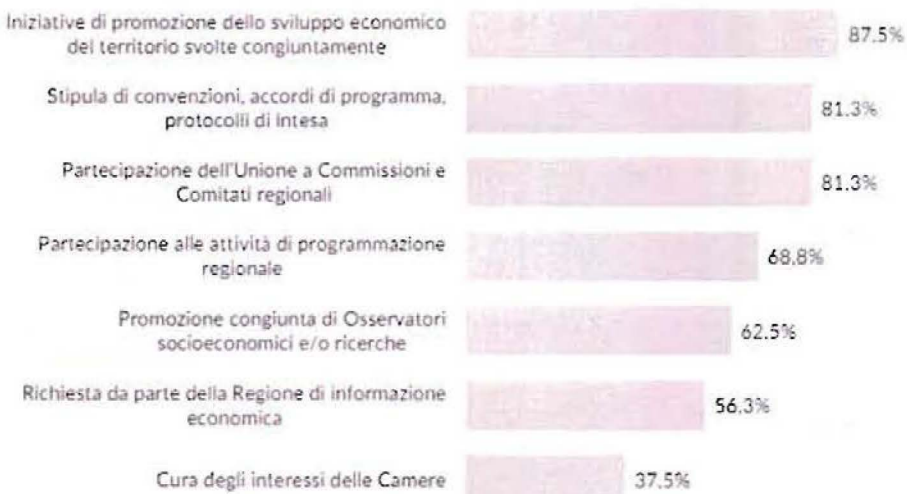 Iniziative di promozione dello sviluppo economico
del territorio svolte congiuntamente
87.5%
Stipula di convenzioni, accordi di programma,
protocolli di intesa
81.3%
Partecipazione dell'Unione a Commissioni e
Comitati regionali
81.3%
Partecipazione alle attività di programmazione
regionale
68.8%
Promozione congiunta di Osservatori
socioeconomici e/o ricerche
62.5%
Richiesta da parte della Regione di informazione
economica
56.3%
Cura degli interessi delle Camere
37.5%